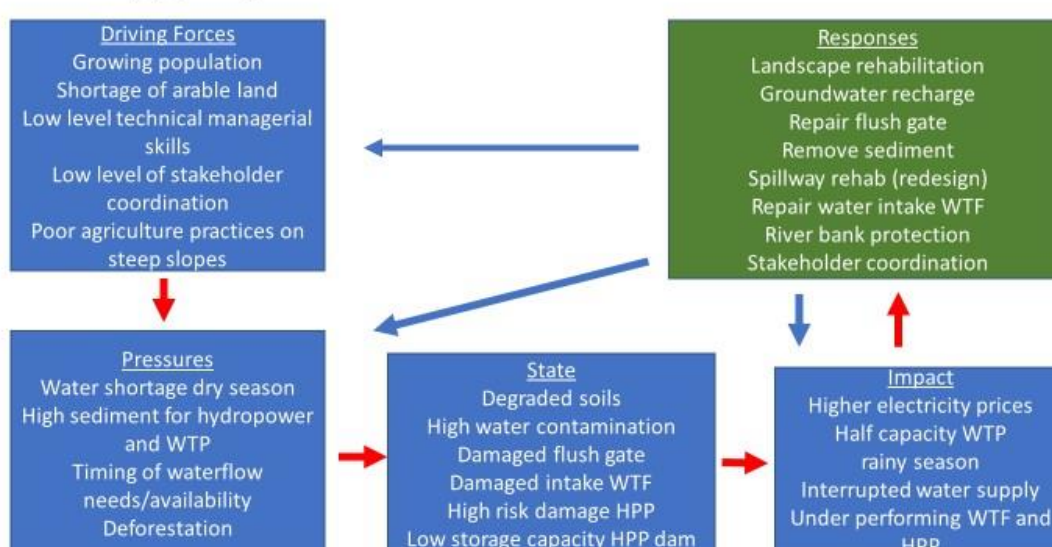 Driving Forces
Growing population
Shortage of arable land
Low level technical managerial
skills
Low level of stakeholder
coordination
Poor agriculture practices on
steep slopes
Responses
Landscape rehabilitation
Groundwater recharge
Repair flush gate
Remove sediment
Spillway rehab (redesign)
Repair water intake WTF
River bank protection
Stakeholder coordination
Pressures
Water shortage dry season
High sediment for hydropower
and WTP
Timing of waterflow
needs/availability
Deforestation
State
Degraded soils
High water contamination
Damaged flush gate
Damaged intake WTF
High risk damage HPP
Low storage capacity HPP dam
Impact
Higher electricity prices
Half capacity WTP
rainy season
Interrupted water supply
Under performing WTF and
HPP